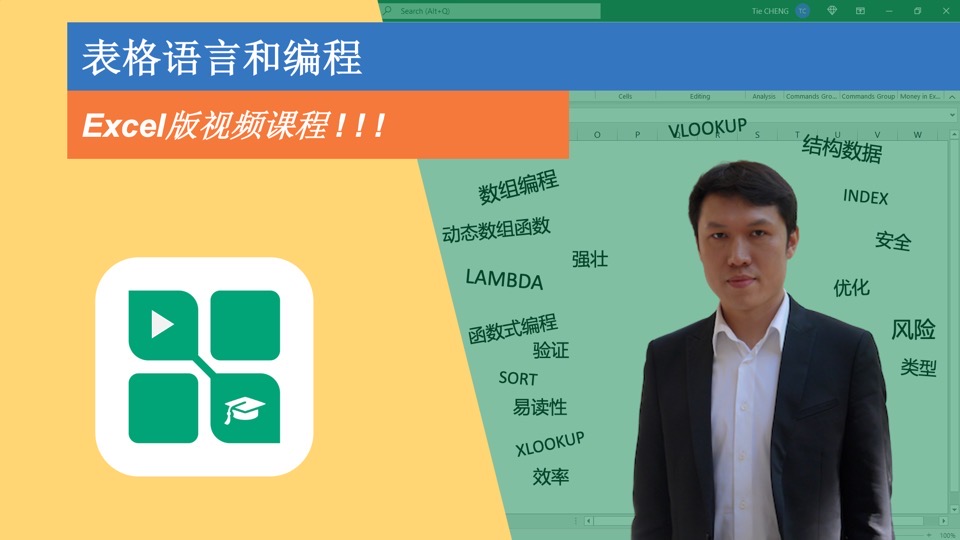 Search (Alt+Q)
Tie CHENG
TC
表格语言和编程
Cells
Editing
Analysis
Commands Gro...
Commands Group
Money in Ex...
Excel版视频课程！！！
O P R S T U V W
VLOOKUP
结构数据
数组编程
INDEX
动态数组函数
安全
强壮
LAMBDA
优化
函数式编程
风险
验证
类型
SORT
易读性
XLOOKUP
效率
100%